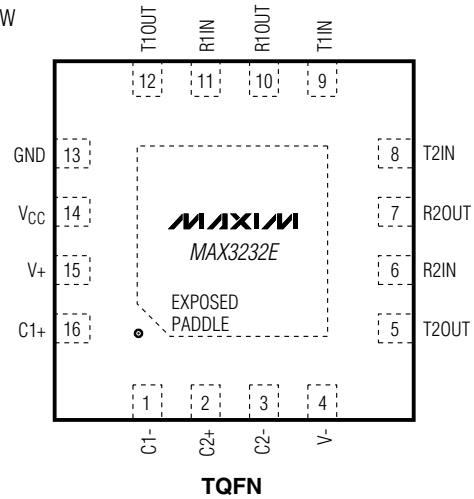 W
T1OUT R1IN R1OUT T1IN
12 11 10 9
GND 13 8 T2IN
VCC 14 7 R2OUT
MAXIM
V+ 15 MAX3232E 6 R2IN
EXPOSED
C1+ 16 PADDLE 5 T2OUT
1 2 3 4
C1- C2+ C2- V-
TQFN